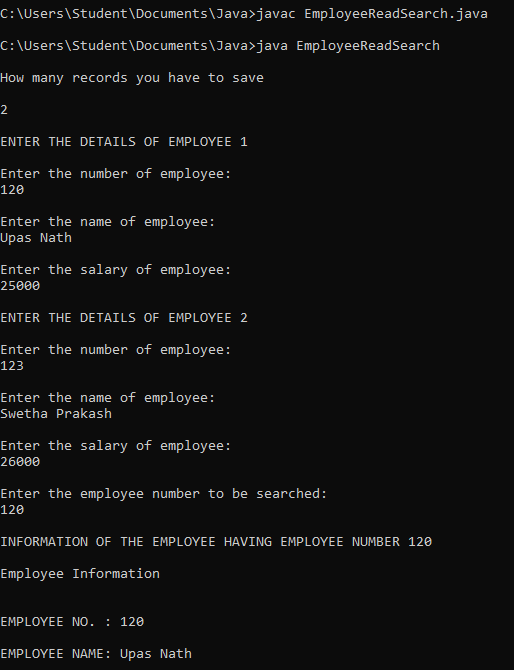 C:\Users\Student\Documents\Java>javac EmployeeReadSearch.java
C:\Users\Student\Documents\Java>java EmployeeReadSearch
How many records you have to save
2
ENTER THE DETAILS OF EMPLOYEE 1
Enter the number of employee:
120
Enter the name of employee:
Upas Nath
Enter the salary of employee:
25000
ENTER THE DETAILS OF EMPLOYEE 2
Enter the number of employee:
123
Enter the name of employee:
Swetha Prakash
Enter the salary of employee:
26000
Enter the employee number to be searched:
120
INFORMATION OF THE EMPLOYEE HAVING EMPLOYEE NUMBER 120
Employee Information
EMPLOYEE NO. : 120
EMPLOYEE NAME: Upas Nath